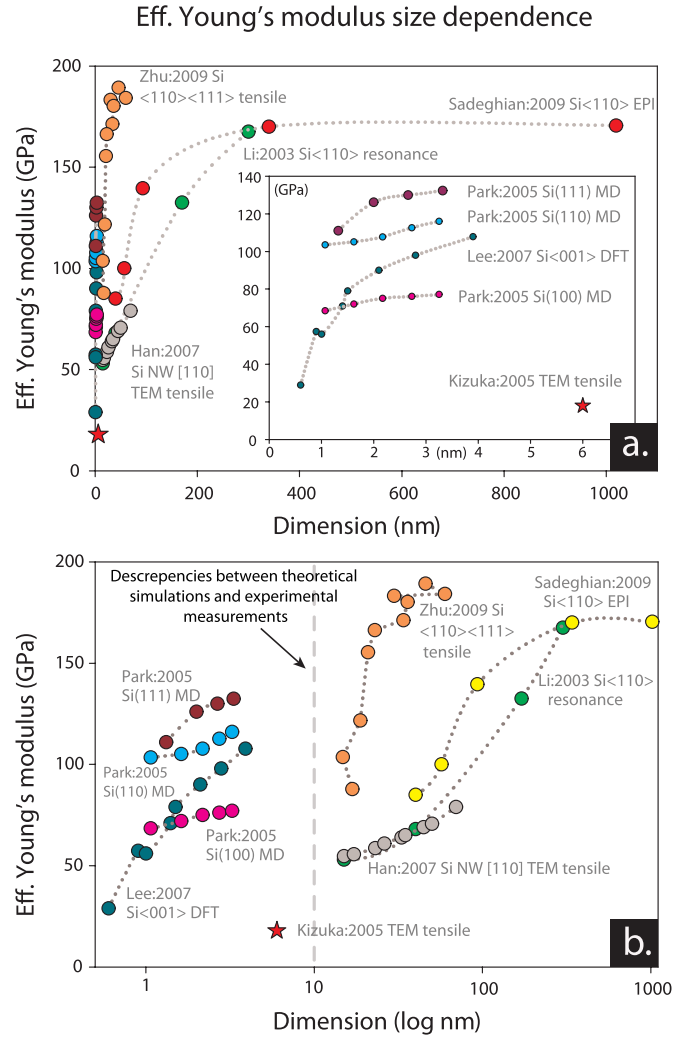 Eff. Young's modulus size dependence
Eff. Young's modulus (GPa)
200
150
100
50
0
0
200
400
600
800
1000
Dimension (nm)
Zhu:2009 Si
<110><111> tensile
Sadeghian:2009 Si<110> EPI
Li:2003 Si<110> resonance
Han:2007
Si NW [110]
TEM tensile
(GPa)
140
120
100
80
60
40
20
0
0
1
2
3
(nm)
4
5
6
Park:2005 Si(111) MD
Park:2005 Si(110) MD
Lee:2007 Si<001> DFT
Park:2005 Si(100) MD
Kizuka:2005 TEM tensile
a.
Eff. Young's modulus (GPa)
200
150
100
50
0
1
10
100
1000
Dimension (log nm)
Descrepencies between theoretical
simulations and experimental
measurements
Zhu:2009 Si
<110><111>
tensile
Sadeghian:2009
Si<110> EPI
Li:2003 Si<110>
resonance
Park:2005
Si(111) MD
Park:2005
Si(110) MD
Park:2005
Si(100) MD
Lee:2007
Si<001> DFT
Han:2007 Si NW [110] TEM tensile
Kizuka:2005 TEM tensile
b.